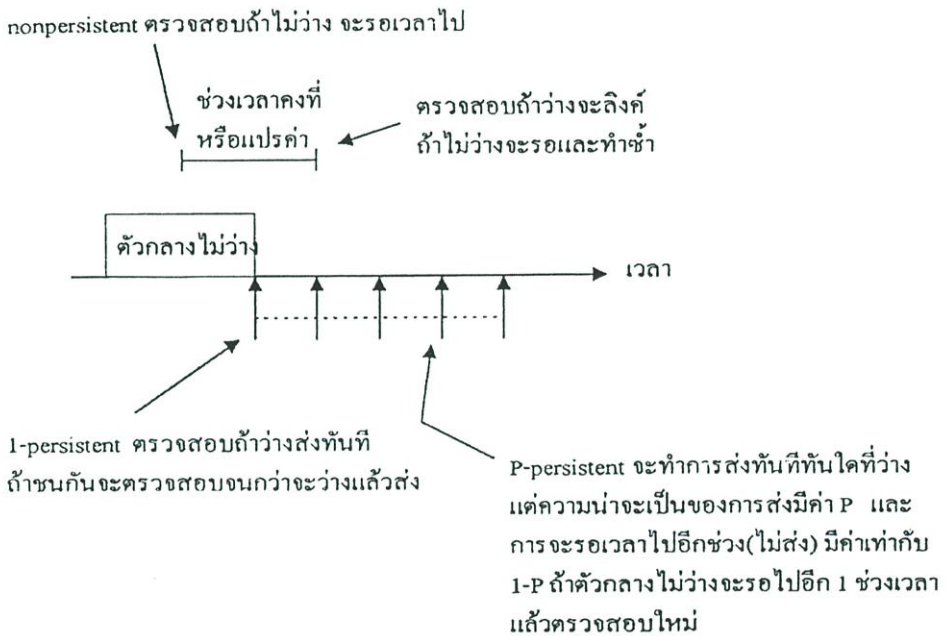 nonpersistent ตรวจสอบถ้าไม่ว่าง จะรอเวลาไป
ช่วงเวลาคงที่
หรือแปรค่า
ตรวจสอบถ้าว่างจะลิงค์
ถ้าไม่ว่างจะรอและทำซ้ำ
ตัวกลางไม่ว่าง
เวลา
1-persistent ตรวจสอบถ้าว่างส่งทันที
ถ้าชนกันจะตรวจสอบจนกว่าจะว่างแล้วส่ง
P-persistent จะทำการส่งทันทีทันใดที่ว่าง
แต่ความน่าจะเป็นของการส่งมีค่า P และ
การจะรอเวลาไปอีกช่วง(ไม่ส่ง) มีค่าเท่ากับ
1-P ถ้าตัวกลางไม่ว่างจะรอไปอีก 1 ช่วงเวลา
แล้วตรวจสอบใหม่